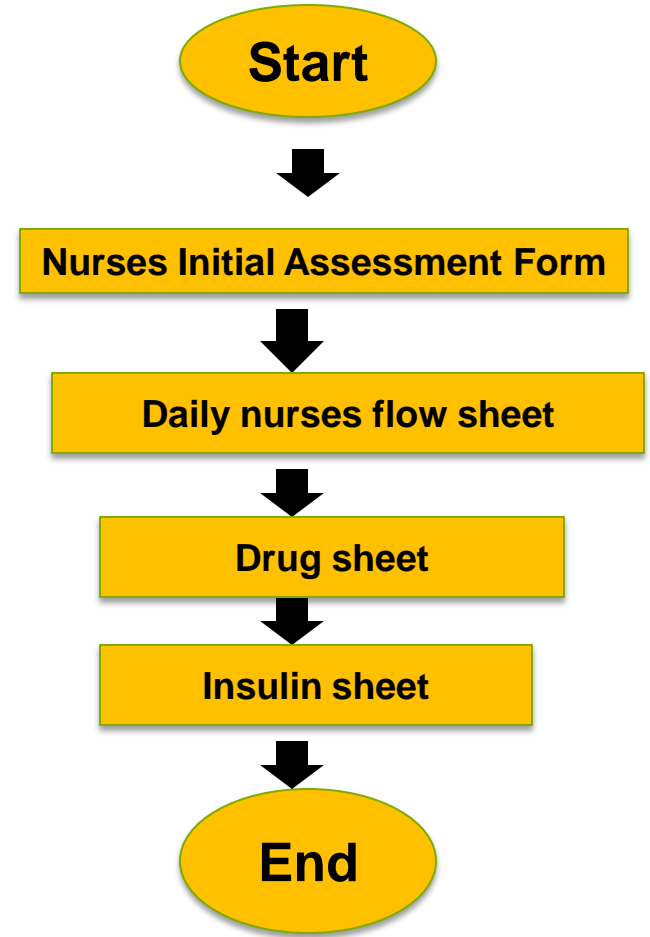 Start
Nurses Initial Assessment Form
Daily nurses flow sheet
Drug sheet
Insulin sheet
End